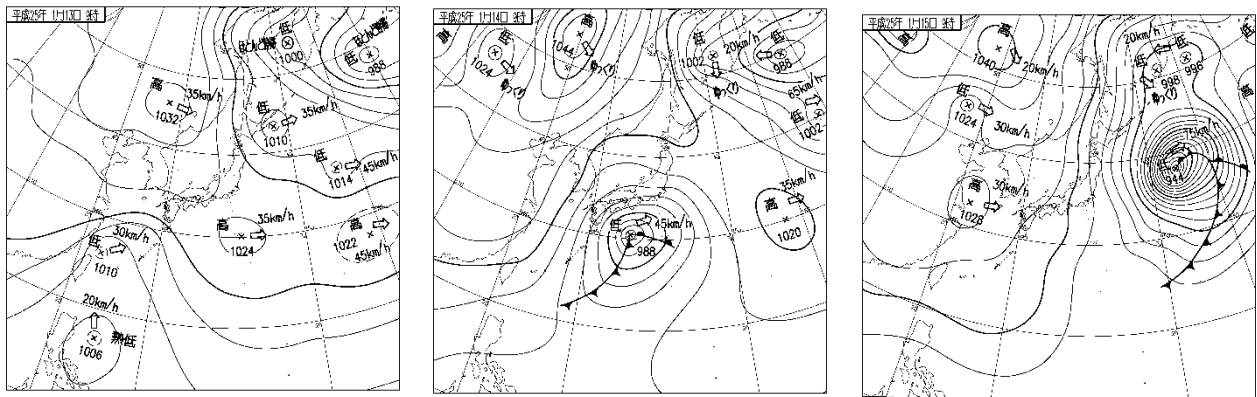 平成25年 1月13日 9時
低
1000
低
988
高
35km/h
1032
低
35km/h
1010
低
45km/h
1014
高
35km/h
1024
高
1022
45km/h
低
30km/h
1010
20km/h
熱低
1006
平成25年 1月14日 9時
低
1024
ゆっくり
高
1044
ゆっくり
低
1002
ゆっくり
20km/h
低
988
65km/h
低
1002
高
35km/h
1020
低
45km/h
988
平成25年 1月15日 9時
高
1040
20km/h
低
1024
30km/h
高
30km/h
1028
20km/h
低
998
996
ゆっくり
75km/h
944